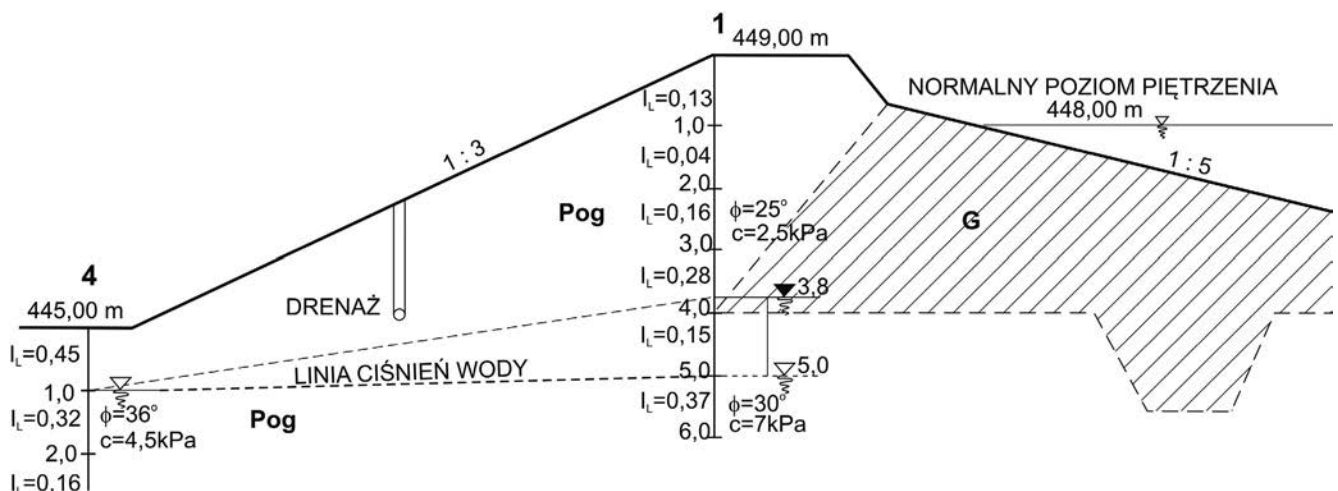 1
449,00 m
NORMALNY POZIOM PIĘTRZENIA
448,00 m
I_L=0,13
1,0
1 : 3
I_L=0,04
1 : 5
2,0
Pog
I_L=0,16
ϕ=25°
c=2,5kPa
G
3,0
4
I_L=0,28
3,8
445,00 m
DRENAŻ
4,0
I_L=0,45
I_L=0,15
LINIA CIŚNIEŃ WODY
5,0
5,0
1,0
ϕ=36°
c=4,5kPa
I_L=0,32
Pog
I_L=0,37
ϕ=30°
c=7kPa
6,0
2,0
I_L=0,16